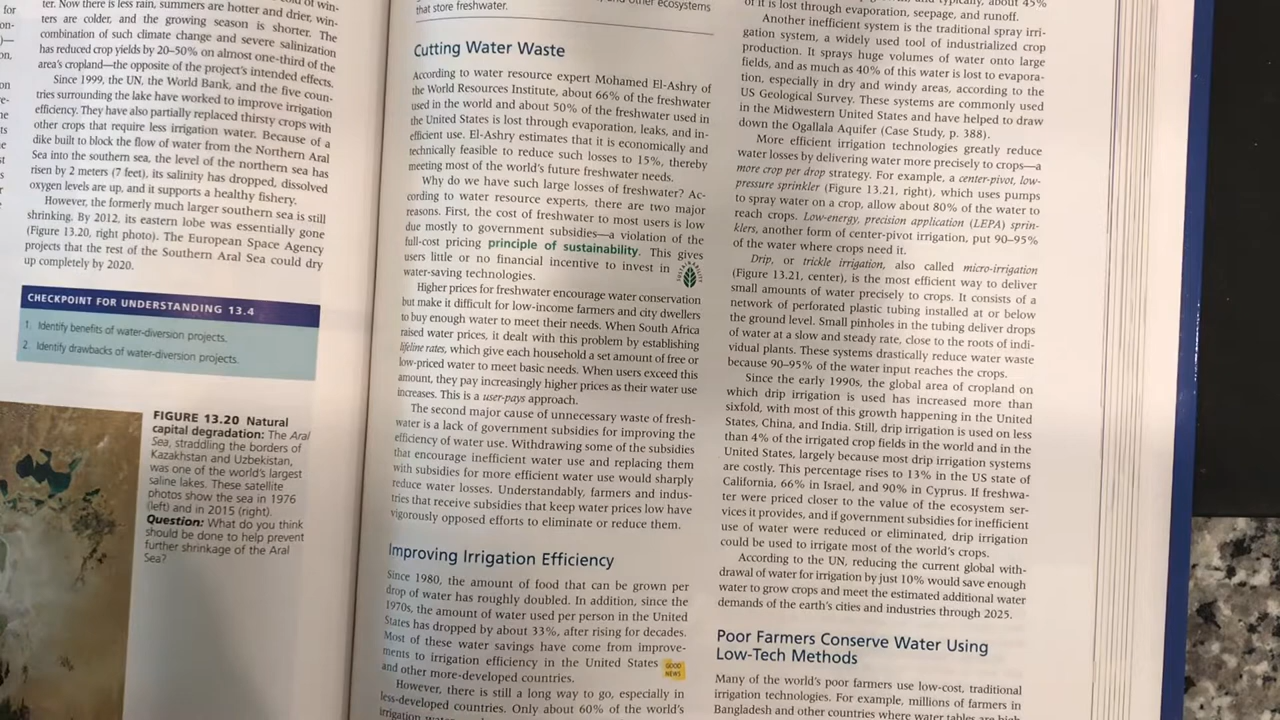 ter. Now there is less rain, summers are hotter and drier, win-
ters are colder, and the growing season is shorter. The
combination of such climate change and severe salinization
has reduced crop yields by 20–50% on almost one-third of the
area's cropland—the opposite of the project's intended effects.
Since 1999, the UN, the World Bank, and the five coun-
tries surrounding the lake have worked to improve irrigation
efficiency. They have also partially replaced thirsty crops with
other crops that require less irrigation water. Because of a
dike built to block the flow of water from the Northern Aral
Sea into the southern sea, the level of the northern sea has
risen by 2 meters (7 feet), its salinity has dropped, dissolved
oxygen levels are up, and it supports a healthy fishery.
However, the formerly much larger southern sea is still
shrinking. By 2012, its eastern lobe was essentially gone
(Figure 13.20, right photo). The European Space Agency
projects that the rest of the Southern Aral Sea could dry
up completely by 2020.
CHECKPOINT FOR UNDERSTANDING 13.4
1. Identify benefits of water-diversion projects.
2. Identify drawbacks of water-diversion projects.
FIGURE 13.20 Natural
capital degradation: The Aral
Sea, straddling the borders of
Kazakhstan and Uzbekistan,
was one of the world's largest
saline lakes. These satellite
photos show the sea in 1976
(left) and in 2015 (right).
Question: What do you think
should be done to help prevent
further shrinkage of the Aral
Sea?
and other ecosystems
that store freshwater.
Cutting Water Waste
According to water resource expert Mohamed El-Ashry of
the World Resources Institute, about 66% of the freshwater
used in the world and about 50% of the freshwater used in
the United States is lost through evaporation, leaks, and in-
efficient use. El-Ashry estimates that it is economically and
technically feasible to reduce such losses to 15%, thereby
meeting most of the world's future freshwater needs.
Why do we have such large losses of freshwater? Ac-
cording to water resource experts, there are two major
reasons. First, the cost of freshwater to most users is low
due mostly to government subsidies—a violation of the
full-cost pricing principle of sustainability. This gives
users little or no financial incentive to invest in
water-saving technologies.
Higher prices for freshwater encourage water conservation
but make it difficult for low-income farmers and city dwellers
to buy enough water to meet their needs. When South Africa
raised water prices, it dealt with this problem by establishing
lifeline rates, which give each household a set amount of free or
low-priced water to meet basic needs. When users exceed this
amount, they pay increasingly higher prices as their water use
increases. This is a user-pays approach.
The second major cause of unnecessary waste of fresh-
water is a lack of government subsidies for improving the
efficiency of water use. Withdrawing some of the subsidies
that encourage inefficient water use and replacing them
with subsidies for more efficient water use would sharply
reduce water losses. Understandably, farmers and indus-
tries that receive subsidies that keep water prices low have
vigorously opposed efforts to eliminate or reduce them.
Improving Irrigation Efficiency
Since 1980, the amount of food that can be grown per
drop of water has roughly doubled. In addition, since the
1970s, the amount of water used per person in the United
States has dropped by about 33%, after rising for decades.
Most of these water savings have come from improve-
ments to irrigation efficiency in the United States
and other more-developed countries.
GOOD
NEWS
However, there is still a long way to go, especially in
less-developed countries. Only about 60% of the world's
irrigation
about 45%
of it is lost through evaporation, seepage, and runoff.
Another inefficient system is the traditional spray irri-
gation system, a widely used tool of industrialized crop
production. It sprays huge volumes of water onto large
fields, and as much as 40% of this water is lost to evapora-
tion, especially in dry and windy areas, according to the
US Geological Survey. These systems are commonly used
in the Midwestern United States and have helped to draw
down the Ogallala Aquifer (Case Study, p. 388).
More efficient irrigation technologies greatly reduce
water losses by delivering water more precisely to crops—a
more crop per drop strategy. For example, a center-pivot, low-
pressure sprinkler (Figure 13.21, right), which uses pumps
to spray water on a crop, allow about 80% of the water to
reach crops. Low-energy, precision application (LEPA) sprin-
klers, another form of center-pivot irrigation, put 90–95%
of the water where crops need it.
Drip, or trickle irrigation, also called micro-irrigation
(Figure 13.21, center), is the most efficient way to deliver
small amounts of water precisely to crops. It consists of a
network of perforated plastic tubing installed at or below
the ground level. Small pinholes in the tubing deliver drops
of water at a slow and steady rate, close to the roots of indi-
vidual plants. These systems drastically reduce water waste
because 90–95% of the water input reaches the crops.
Since the early 1990s, the global area of cropland on
which drip irrigation is used has increased more than
sixfold, with most of this growth happening in the United
States, China, and India. Still, drip irrigation is used on less
than 4% of the irrigated crop fields in the world and in the
United States, largely because most drip irrigation systems
are costly. This percentage rises to 13% in the US state of
California, 66% in Israel, and 90% in Cyprus. If freshwa-
ter were priced closer to the value of the ecosystem ser-
vices it provides, and if government subsidies for inefficient
use of water were reduced or eliminated, drip irrigation
could be used to irrigate most of the world's crops.
According to the UN, reducing the current global with-
drawal of water for irrigation by just 10% would save enough
water to grow crops and meet the estimated additional water
demands of the earth's cities and industries through 2025.
Poor Farmers Conserve Water Using
Low-Tech Methods
Many of the world's poor farmers use low-cost, traditional
irrigation technologies. For example, millions of farmers in
Bangladesh and other countries where water tables are high